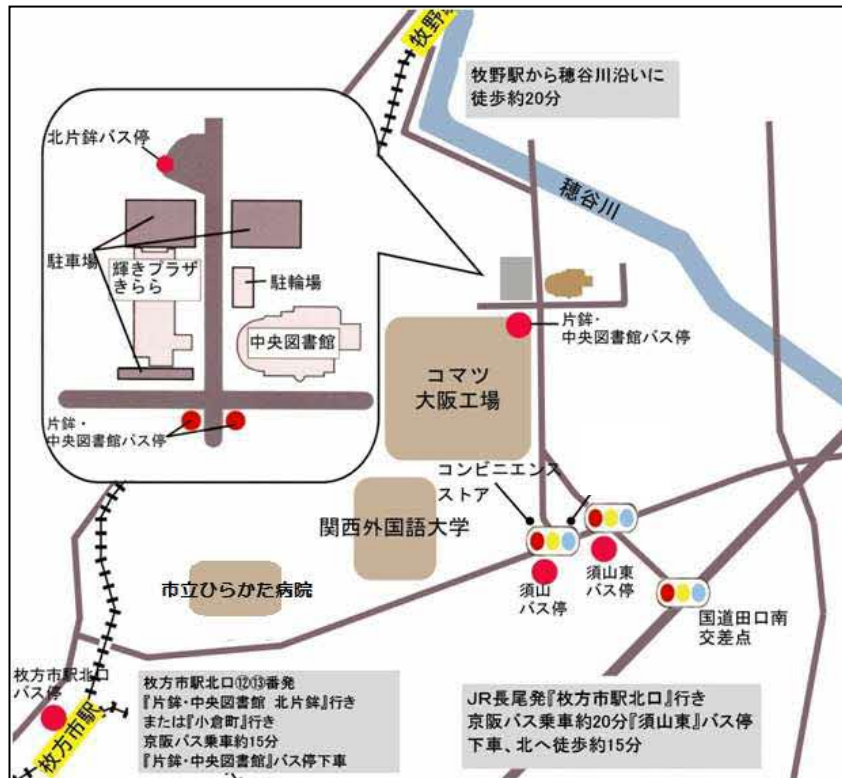 牧野駅
牧野駅から穂谷川沿いに
徒歩約20分
北片鉾バス停
穂谷川
駐車場
輝きプラザ
きらら
駐輪場
中央図書館
片鉾・
中央図書館バス停
片鉾・
中央図書館バス停
コマツ
大阪工場
コンビニエンス
ストア
関西外国語大学
市立ひらかた病院
須山
バス停
須山東
バス停
国道田口南
交差点
枚方市駅北口
バス停
枚方市駅
枚方市駅北口⑫⑬番発
『片鉾・中央図書館 北片鉾』行き
または『小倉町』行き
京阪バス乗車約15分
『片鉾・中央図書館』バス停下車
JR長尾発『枚方市駅北口』行き
京阪バス乗車約20分『須山東』バス停
下車、北へ徒歩約15分